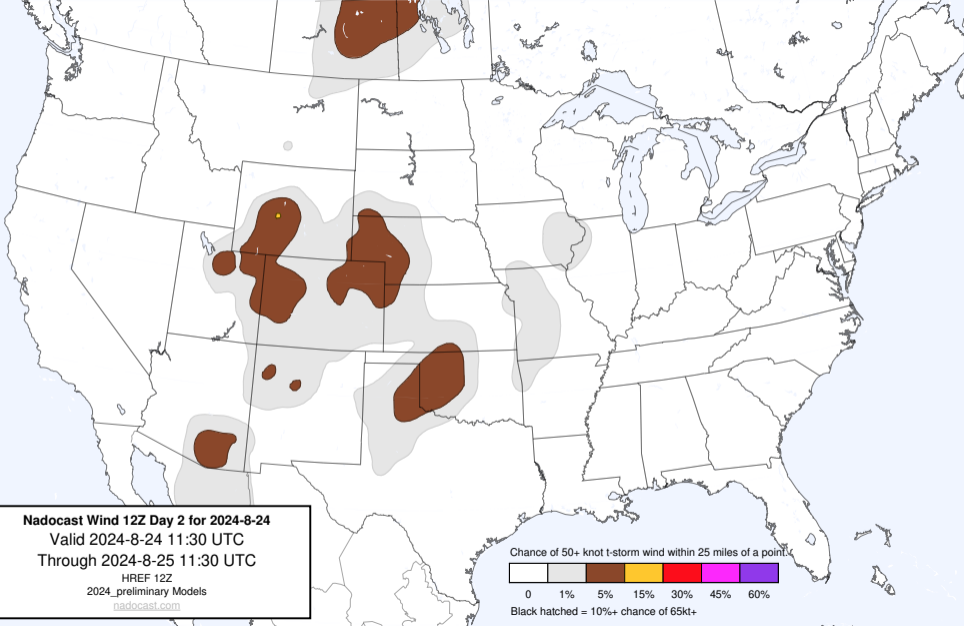 Nadocast Wind 12Z Day 2 for 2024-8-24
Valid 2024-8-24 11:30 UTC
Through 2024-8-25 11:30 UTC
HREF 12Z
2024_preliminary Models
nadocast.com
Chance of 50+ knot t-storm wind within 25 miles of a point.
0 1% 5% 15% 30% 45% 60%
Black hatched = 10%+ chance of 65kt+